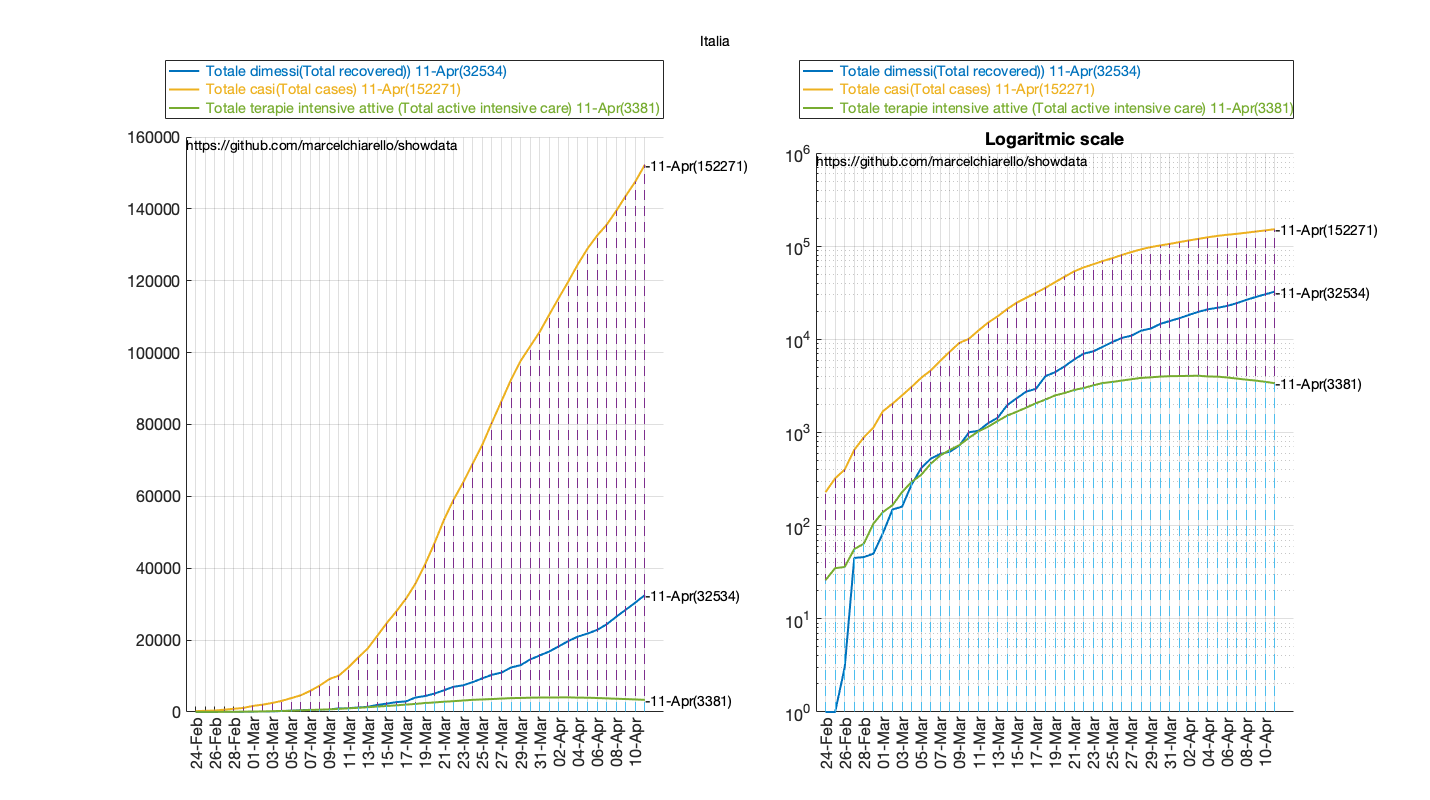 Italia
Totale dimessi(Total recovered)) 11-Apr(32534)
Totale casi(Total cases) 11-Apr(152271)
Totale terapie intensive attive (Total active intensive care) 11-Apr(3381)
160000
https://github.com/marcelchiarello/showdata
-11-Apr(152271)
140000
120000
100000
80000
60000
40000
-11-Apr(32534)
20000
-11-Apr(3381)
0
24-Feb
26-Feb
28-Feb
01-Mar
03-Mar
05-Mar
07-Mar
09-Mar
11-Mar
13-Mar
15-Mar
17-Mar
19-Mar
21-Mar
23-Mar
25-Mar
27-Mar
29-Mar
31-Mar
02-Apr
04-Apr
06-Apr
08-Apr
10-Apr
Totale dimessi(Total recovered)) 11-Apr(32534)
Totale casi(Total cases) 11-Apr(152271)
Totale terapie intensive attive (Total active intensive care) 11-Apr(3381)
Logaritmic scale
10^6
https://github.com/marcelchiarello/showdata
-11-Apr(152271)
10^5
-11-Apr(32534)
10^4
-11-Apr(3381)
10^3
10^2
10^1
10^0
24-Feb
26-Feb
28-Feb
01-Mar
03-Mar
05-Mar
07-Mar
09-Mar
11-Mar
13-Mar
15-Mar
17-Mar
19-Mar
21-Mar
23-Mar
25-Mar
27-Mar
29-Mar
31-Mar
02-Apr
04-Apr
06-Apr
08-Apr
10-Apr